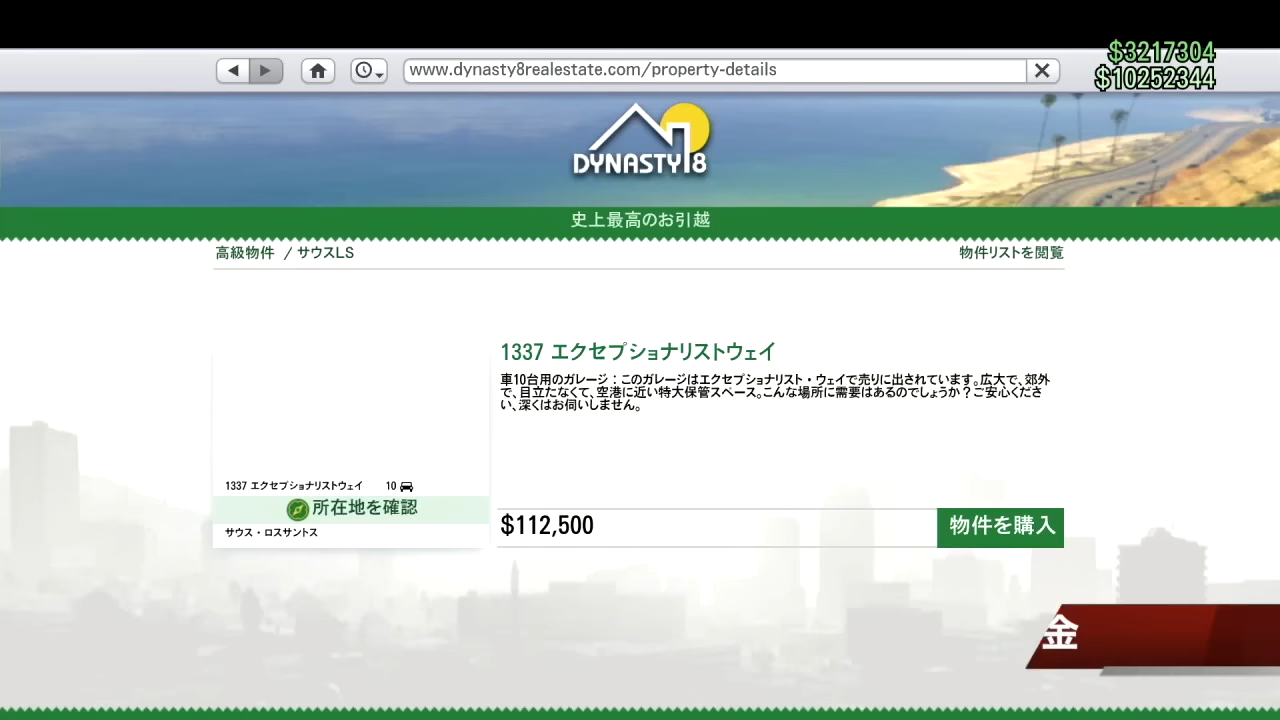 $3217304
www.dynasty8realestate.com/property-details
$10252344
DYNASTY8
史上最高のお引越
高級物件 / サウスLS
物件リストを閲覧
1337 エクセプショナリストウェイ
車10台用のガレージ：このガレージはエクセプショナリスト・ウェイで売りに出されています。広大で、郊外
で、目立たなくて、空港に近い特大保管スペース。こんな場所に需要はあるのでしょうか？ご安心くださ
い、深くはお伺いしません。
1337 エクセプショナリストウェイ 10
所在地を確認
サウス・ロスサントス
$112,500
物件を購入
金